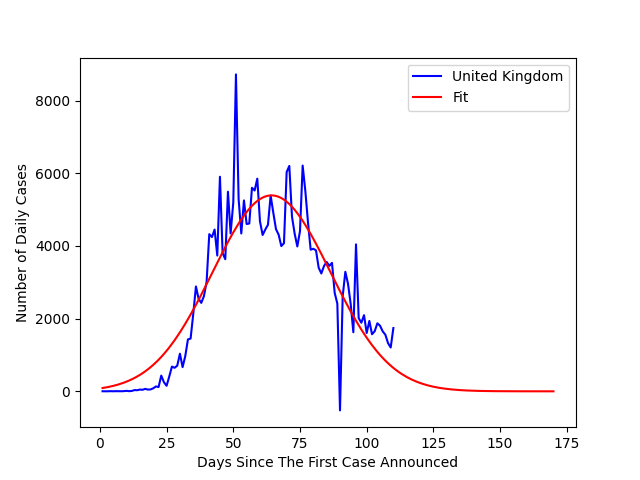 United Kingdom
Fit
Number of Daily Cases
8000
6000
4000
2000
0
0 25 50 75 100 125 150 175
Days Since The First Case Announced